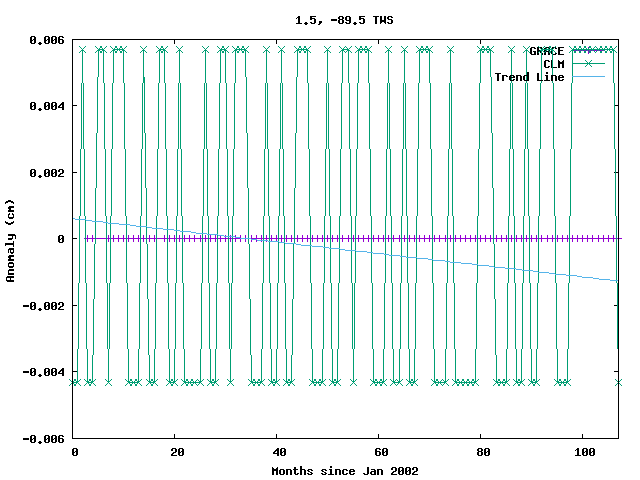 1.5, -89.5 TWS
0.006
0.004
0.002
0
-0.002
-0.004
-0.006
Anomaly (cm)
GRACE
CLM
Trend Line
0 20 40 60 80 100
Months since Jan 2002